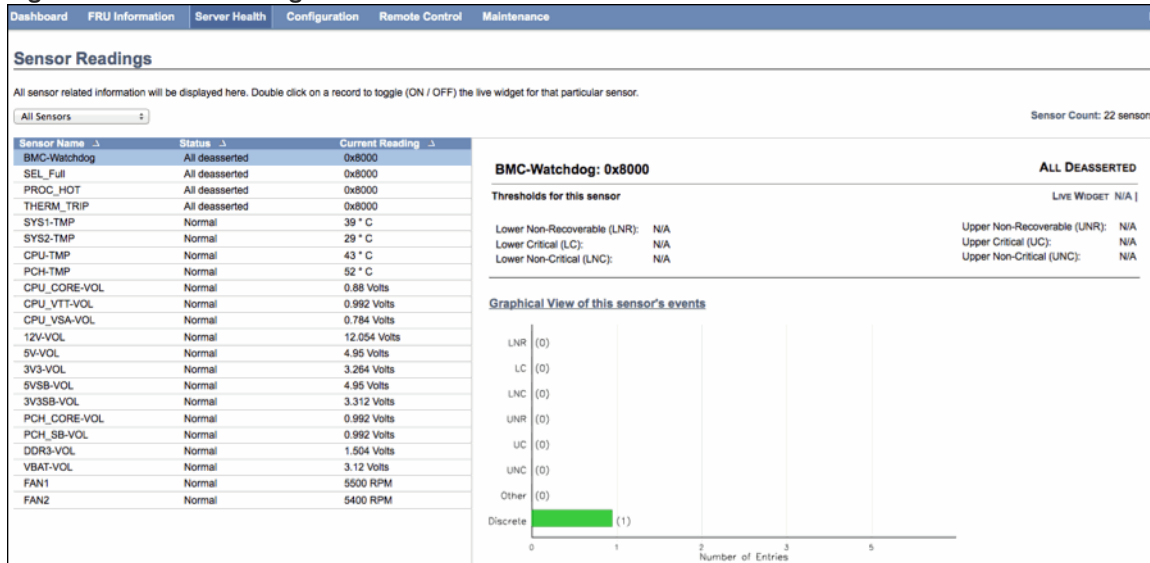 Dashboard FRU Information Server Health Configuration Remote Control Maintenance
Sensor Readings
All sensor related information will be displayed here. Double click on a record to toggle (ON / OFF) the live widget for that particular sensor.
All Sensors
Sensor Count: 22 sensor
Sensor Name Status Current Reading
BMC-Watchdog All deasserted 0x8000
SEL_Full All deasserted 0x8000
PROC_HOT All deasserted 0x8000
THERM_TRIP All deasserted 0x8000
SYS1-TMP Normal 39 ° C
SYS2-TMP Normal 29 ° C
CPU-TMP Normal 43 ° C
PCH-TMP Normal 52 ° C
CPU_CORE-VOL Normal 0.88 Volts
CPU_VTT-VOL Normal 0.992 Volts
CPU_VSA-VOL Normal 0.784 Volts
12V-VOL Normal 12.054 Volts
5V-VOL Normal 4.95 Volts
3V3-VOL Normal 3.264 Volts
5VSB-VOL Normal 4.95 Volts
3V3SB-VOL Normal 3.312 Volts
PCH_CORE-VOL Normal 0.992 Volts
PCH_SB-VOL Normal 0.992 Volts
DDR3-VOL Normal 1.504 Volts
VBAT-VOL Normal 3.12 Volts
FAN1 Normal 5500 RPM
FAN2 Normal 5400 RPM
BMC-Watchdog: 0x8000 ALL DEASSERTED
Thresholds for this sensor LIVE WIDGET N/A |
Lower Non-Recoverable (LNR): N/A Upper Non-Recoverable (UNR): N/A
Lower Critical (LC): N/A Upper Critical (UC): N/A
Lower Non-Critical (LNC): N/A Upper Non-Critical (UNC): N/A
Graphical View of this sensor's events
LNR (0)
LC (0)
LNC (0)
UNR (0)
UC (0)
UNC (0)
Other (0)
Discrete (1)
0 1 2 3 5
Number of Entries